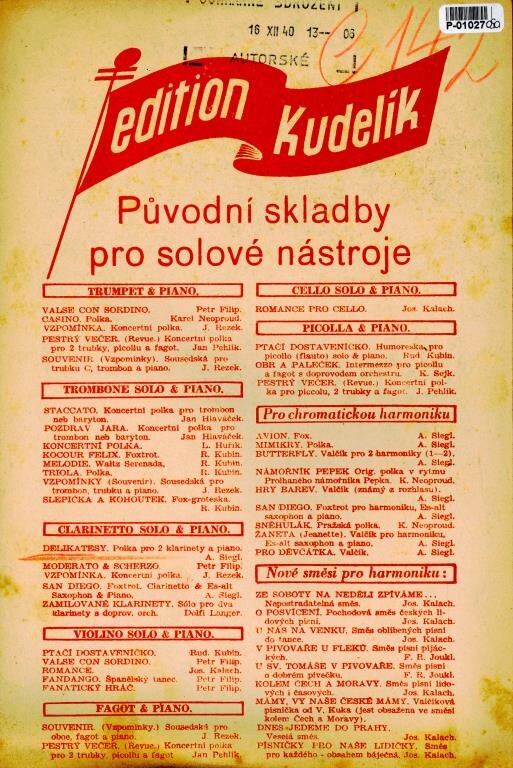 OCHRANNÉ SDRUŽENÍ
16 XII 40 13-- 06
AUTORSKÉ
C 142
P-01027
edition Kudelík
Původní skladby
pro solové nástroje
TRUMPET & PIANO.
VALSE CON SORDINO. Petr Filip.
CASINO. Polka. Karel Neoproud.
VZPOMÍNKA. Koncertní polka. J. Rezek.
PESTRÝ VEČER. (Revue.) Koncertní polka
pro 2 trubky, picollu a fagot. Jan Pehlík.
SOUVENIR (Vzpomínky). Sousedská pro
trubku C, trombon a piano. J. Rezek.
TROMBONE SOLO & PIANO.
STACCATO. Koncertní polka pro trombon
neb baryton. Jan Hlaváček.
POZDRAV JARA. Koncertní polka pro
trombon neb baryton. Jan Hlaváček.
KONCERTNÍ POLKA. L. Huřík.
KOCOUR FELIX. Foxtrot. R. Kubín.
MELODIE. Waltz Serenada, R. Kubín.
TRIOLA. Polka. R. Kubín.
VZPOMÍNKY (Souvenir). Sousedská pro
trombon, trubku a piano. J. Rezek.
SLEPIČKA A KOHOUTEK. Fox-groteska.
R. Kubín.
CLARINETTO SOLO & PIANO.
DELIKATESY. Polka pro 2 klarinety a piano.
A. Siegl.
MODERATO & SCHERZO. Petr Filip.
VZPOMÍNKA. Koncertní polka. J. Rezek.
SAN DIEGO. Foxtrot. Clarinetto & Es-alt
Saxophon & Piano. A. Siegl.
ZAMILOVANÉ KLARINETY. Sólo pro dva
klarinety s doprov. orch. Dolfi Langer.
VIOLINO SOLO & PIANO.
PTAČÍ DOSTAVENÍČKO. Rud. Kubín.
VALSE CON SORDINO. Petr Filip.
ROMANCE. Jos. Kalach.
FANDANGO. Španělský tanec. Petr Filip.
FANATICKÝ HRÁČ. Petr Filip.
FAGOT & PIANO.
SOUVENIR. (Vzpomínky.) Sousedská pro
oboe, fagot a piano. J. Rezek.
PESTRÝ VEČER. (Revue.) Koncertní polka
pro 2 trubky, picollu a fagot. J. Pehlík.
CELLO SOLO & PIANO.
ROMANCE PRO CELLO. Jos. Kalach.
PICOLLA & PIANO.
PTAČÍ DOSTAVENÍČKO. Humoreska pro
picollo (flautu) solo & piano. Rud Kubín.
OBR A PALEČEK. Intermezzo pro picollu
a fagot s doprovodem orchestru. K. Sejk.
PESTRÝ VEČER. (Revue.) Koncertní pol-
ka pro piccolu, 2 trubky a fagot. J. Pehlík.
Pro chromatickou harmoniku
AVION. Fox. A. Siegl.
MIMIKRY. Polka. A. Siegl.
BUTTERFLY. Valčík pro 2 harmoniky (1—2).
A. Siegl.
NÁMOŘNÍK PEPEK Orig. polka v rytmu
Prolhaného námořníka Pepka. K. Neoproud.
HRY BAREV. Valčík (známý z rozhlasu).
A. Siegl.
SAN DIEGO. Foxtrot pro harmoniku, Es-alt
saxophon a piano. A. Siegl.
SNĚHULÁK. Pražská polka. K. Neoproud.
ŽANETA (Jeanette). Valčík pro harmoniku,
Es-alt saxophon a piano, A. Siegl.
PRO DĚVČÁTKA. Valčík. A. Siegl.
Nové směsi pro harmoniku:
ZE SOBOTY NA NEDĚLI ZPÍVÁME...
Nepostradatelná směs. Jos. Kalach.
O POSVÍCENÍ. Pochodová směs českých li-
dových písní. Jos. Kalach.
U NÁS NA VENKU. Směs oblíbených písní
do tance. Jos. Kalach.
V PIVOVAŘE U FLEKŮ. Směs písní piják-
ckých. F. R. Joukl.
U SV. TOMÁŠE V PIVOVAŘE. Směs písní
o dobrém plvečku. F. R. Joukl.
KOLEM ČECH A MORAVY. Směs písní lido-
vých i časových. Jos. Kalach.
MÁMY, VY NAŠE ČESKÉ MÁMY. Valčíková
písnička od V. Kuka (jest obsažena ve směsi
kolem Čech a Moravy).
DNES JEDEME DO PRAHY.
Veselá směs. Jos. Kalach.
PÍSNIČKY PRO NAŠE LIDIČKY. Směs
pro každého - obsahem báječná. Jos. Kalach.